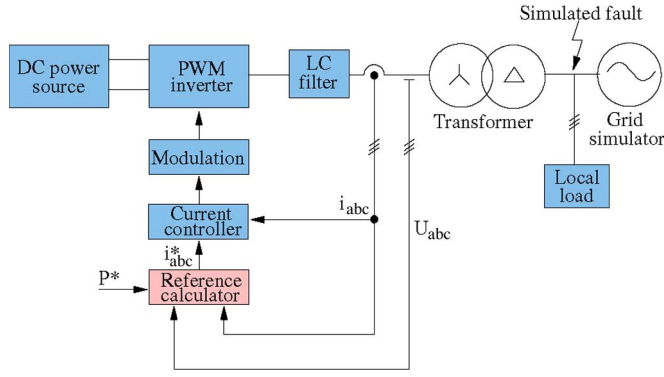 Simulated fault
DC power
source
PWM
inverter
LC
filter
Transformer
Grid
simulator
Modulation
Local
load
Current
controller
i_abc
U_abc
i*_abc
P*
Reference
calculator